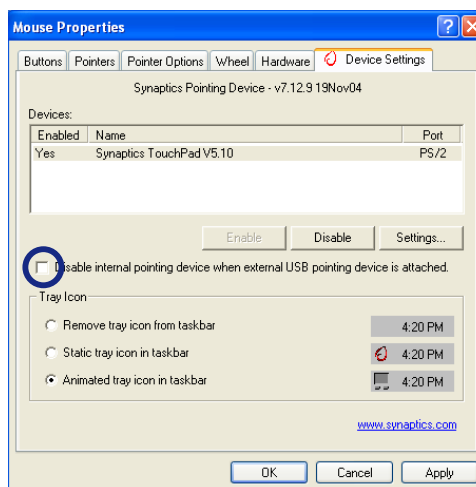 Mouse Properties
Buttons Pointers Pointer Options Wheel Hardware Device Settings
Synaptics Pointing Device - v7.12.9 19Nov04
Devices:
Enabled Name Port
Yes Synaptics TouchPad V5.10 PS/2
Enable Disable Settings...
Disable internal pointing device when external USB pointing device is attached.
Tray Icon
Remove tray icon from taskbar 4:20 PM
Static tray icon in taskbar 4:20 PM
Animated tray icon in taskbar 4:20 PM
www.synaptics.com
OK Cancel Apply